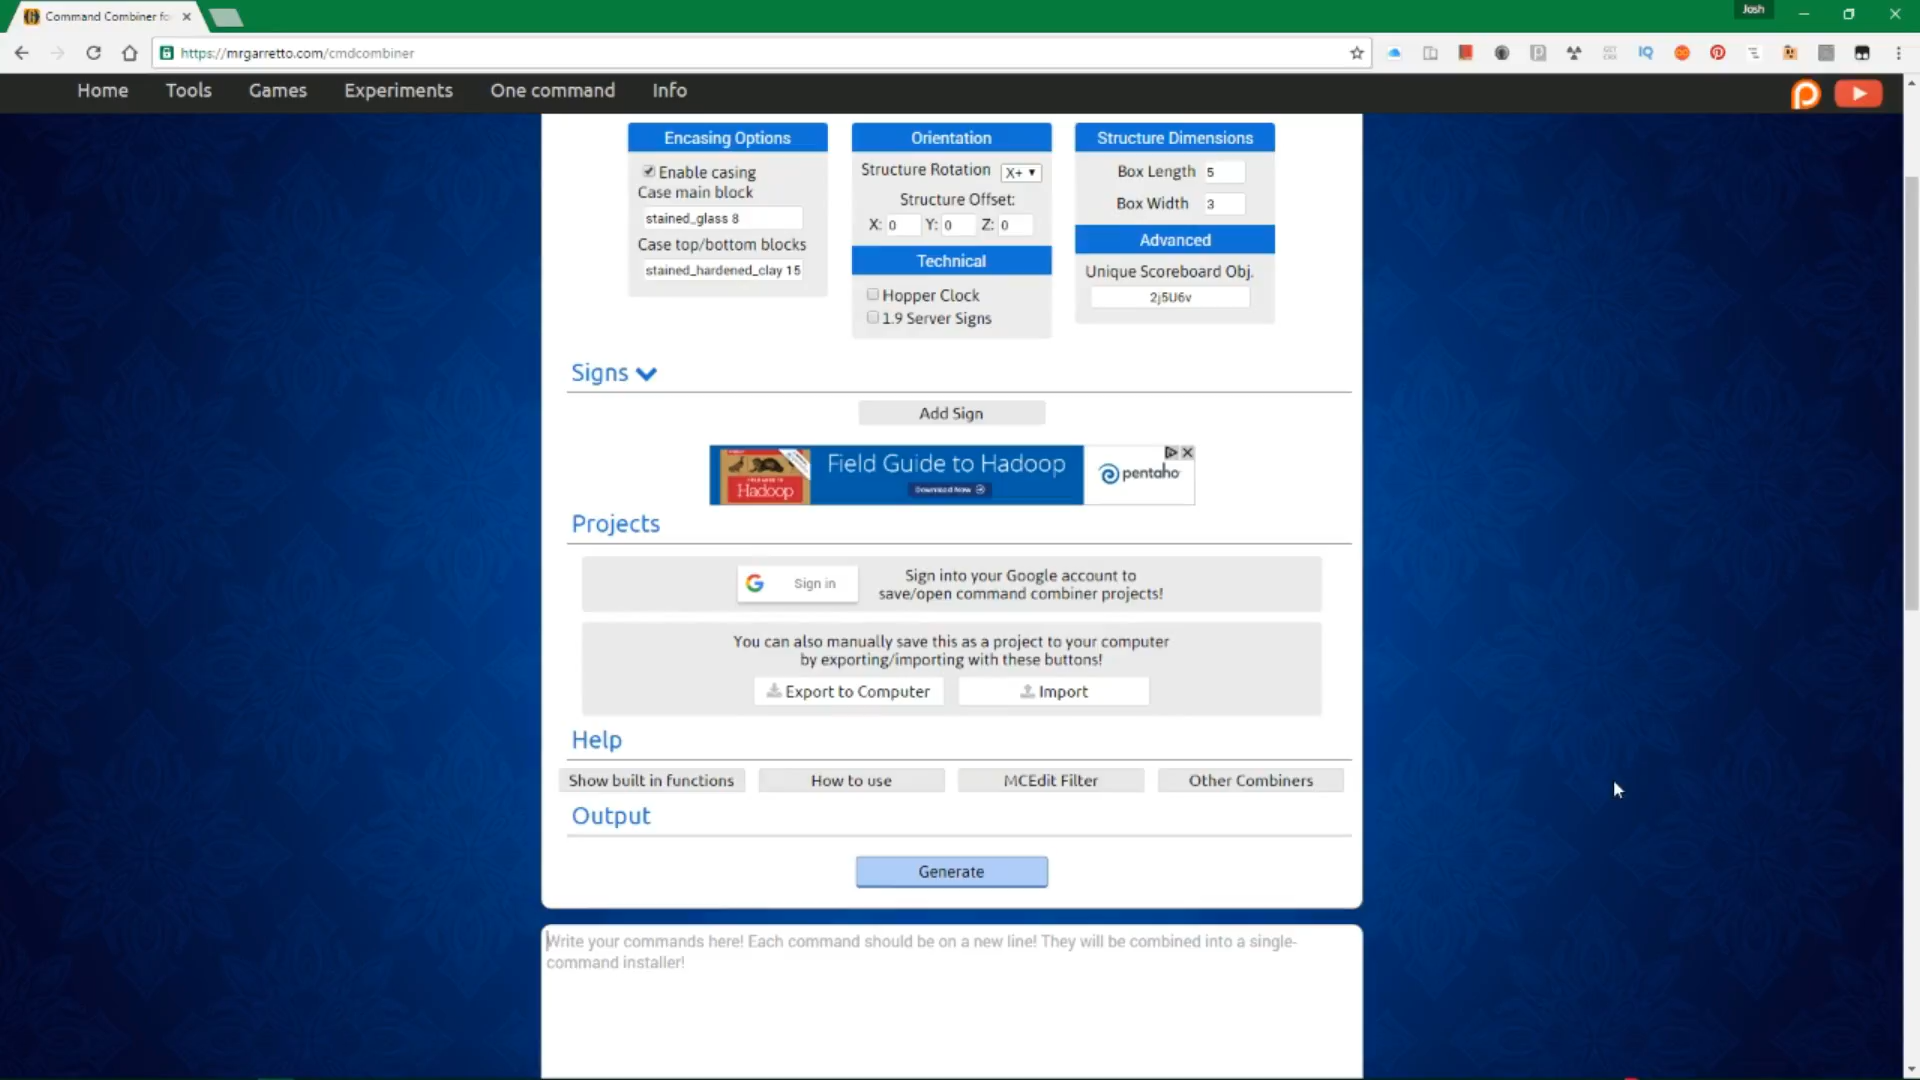 Command Combiner fo
Josh
https://mrgarretto.com/cmdcombiner
Home Tools Games Experiments One command Info
Encasing Options
Enable casing
Case main block
stained_glass 8
Case top/bottom blocks
stained_hardened_clay 15
Orientation
Structure Rotation X+
Structure Offset:
X: 0 Y: 0 Z: 0
Technical
Hopper Clock
1.9 Server Signs
Structure Dimensions
Box Length 5
Box Width 3
Advanced
Unique Scoreboard Obj.
2j5U6v
Signs
Add Sign
Hadoop
Field Guide to Hadoop
Download Now
pentaho
Projects
Sign in
Sign into your Google account to
save/open command combiner projects!
You can also manually save this as a project to your computer
by exporting/importing with these buttons!
Export to Computer Import
Help
Show built in functions How to use MCEdit Filter Other Combiners
Output
Generate
Write your commands here! Each command should be on a new line! They will be combined into a single-
command installer!